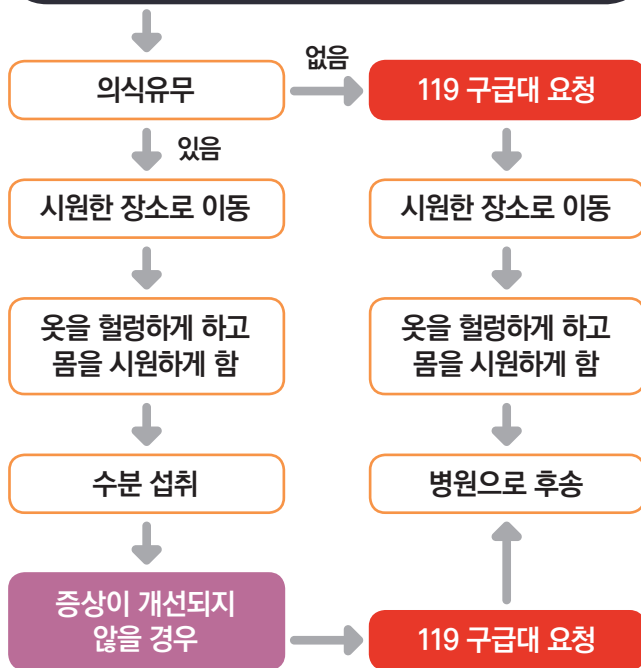 의식유무
없음
119 구급대 요청
있음
시원한 장소로 이동
시원한 장소로 이동
옷을 헐렁하게 하고
몸을 시원하게 함
옷을 헐렁하게 하고
몸을 시원하게 함
수분 섭취
병원으로 후송
증상이 개선되지
않을 경우
119 구급대 요청